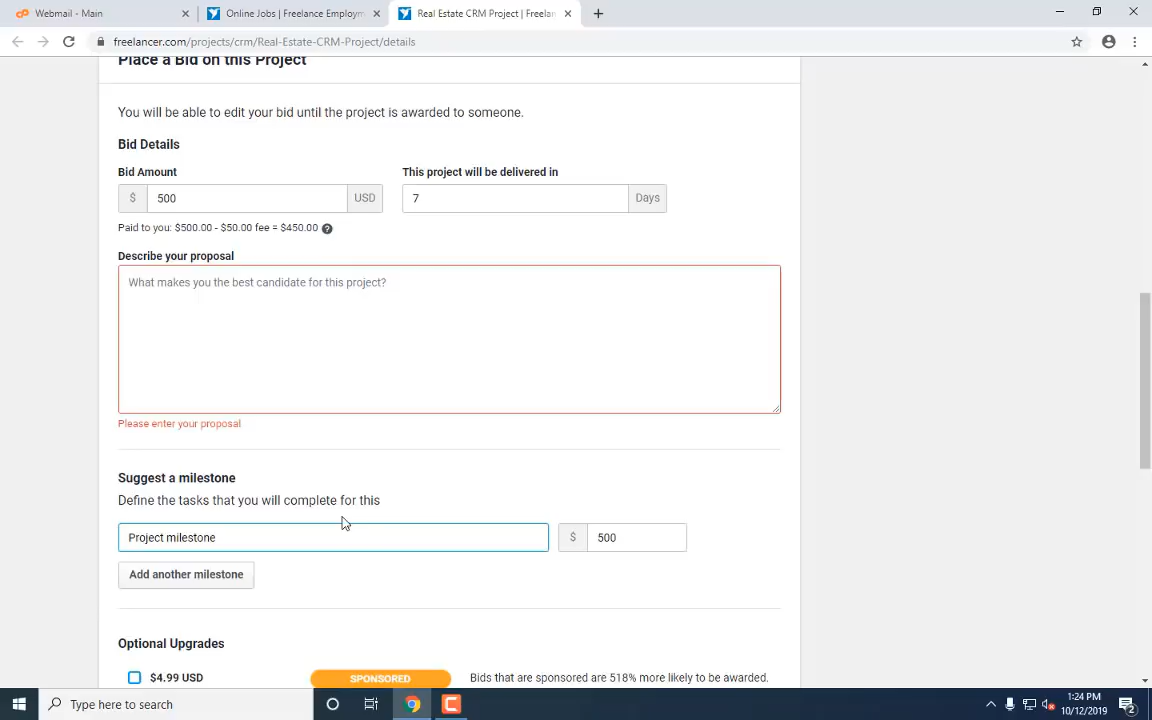 Webmail - Main
Online Jobs | Freelance Employm
Real Estate CRM Project | Freelan
freelancer.com/projects/crm/Real-Estate-CRM-Project/details
Place a Bid on this Project
You will be able to edit your bid until the project is awarded to someone.
Bid Details
Bid Amount
This project will be delivered in
$ 500 USD
7 Days
Paid to you: $500.00 - $50.00 fee = $450.00
Describe your proposal
What makes you the best candidate for this project?
Please enter your proposal
Suggest a milestone
Define the tasks that you will complete for this
Project milestone
$ 500
Add another milestone
Optional Upgrades
$4.99 USD
SPONSORED
Bids that are sponsored are 518% more likely to be awarded.
Type here to search
1:24 PM
10/12/2019
2